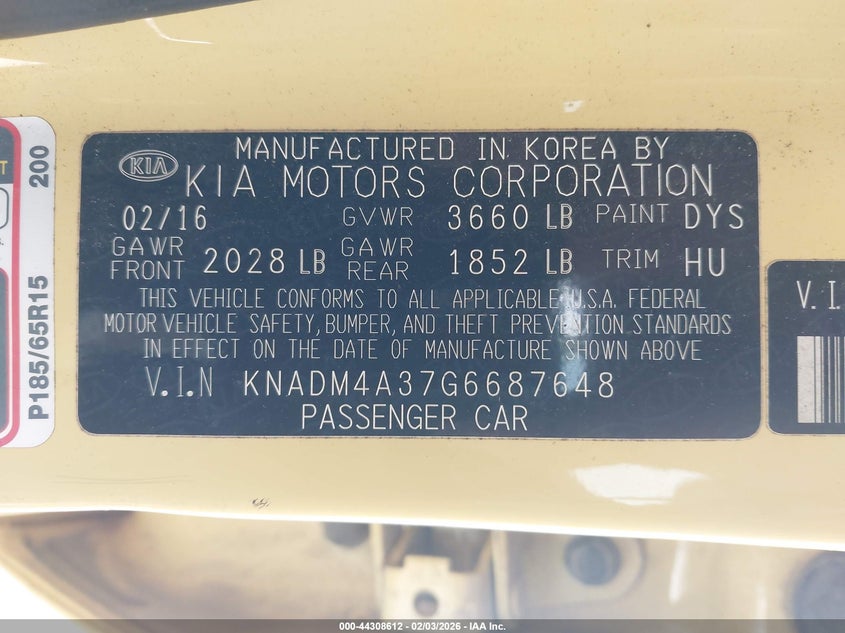 MANUFACTURED IN KOREA BY
KIA KIA MOTORS CORPORATION
02/16 GVWR 3660 LB PAINT DYS
GAWR FRONT 2028 LB GAWR REAR 1852 LB TRIM HU
THIS VEHICLE CONFORMS TO ALL APPLICABLE U.S.A. FEDERAL
MOTOR VEHICLE SAFETY, BUMPER, AND THEFT PREVENTION STANDARDS
IN EFFECT ON THE DATE OF MANUFACTURE SHOWN ABOVE
V.I.N KNADM4A37G6687648
PASSENGER CAR
P185/65R15
200
V. I.
000-44308612 - 02/03/2026 - IAA Inc.